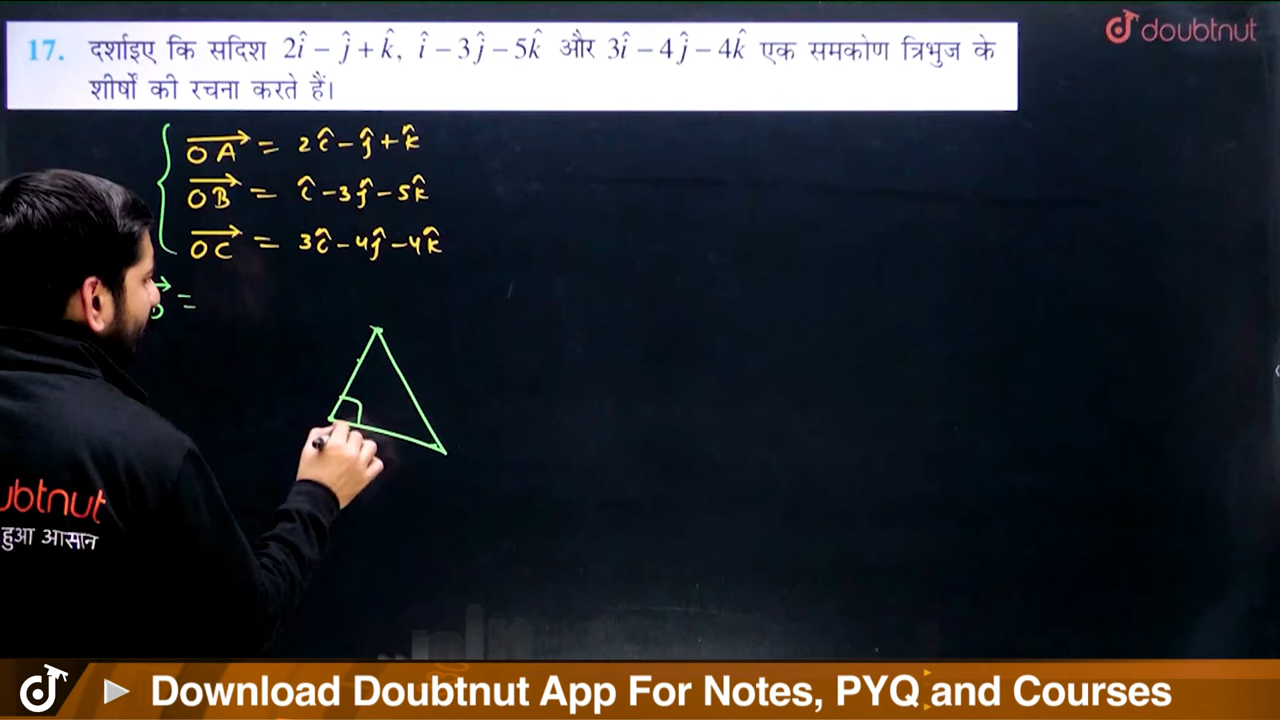 doubtnut
17. दर्शाइए कि सदिश 2î − ĵ + k̂, î − 3ĵ − 5k̂ और 3î − 4ĵ − 4k̂ एक समकोण त्रिभुज के
शीर्षों की रचना करते हैं।
OA⃗ = 2î − ĵ + k̂
OB⃗ = î − 3ĵ − 5k̂
OC⃗ = 3î − 4ĵ − 4k̂
=
ubtnut
हुआ आसान
Download Doubtnut App For Notes, PYQ and Courses